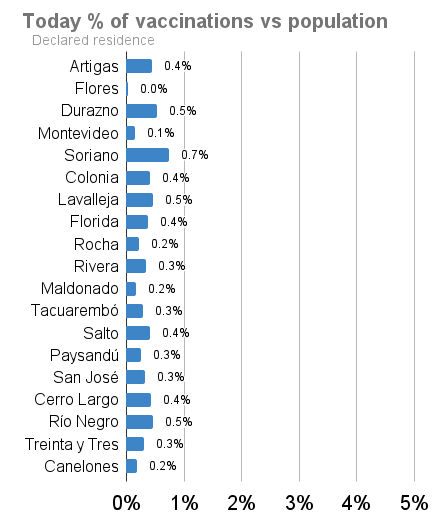 Today % of vaccinations vs population
Declared residence
Artigas 0.4%
Flores 0.0%
Durazno 0.5%
Montevideo 0.1%
Soriano 0.7%
Colonia 0.4%
Lavalleja 0.5%
Florida 0.4%
Rocha 0.2%
Rivera 0.3%
Maldonado 0.2%
Tacuarembó 0.3%
Salto 0.4%
Paysandú 0.3%
San José 0.3%
Cerro Largo 0.4%
Río Negro 0.5%
Treinta y Tres 0.3%
Canelones 0.2%
0% 1% 2% 3% 4% 5%